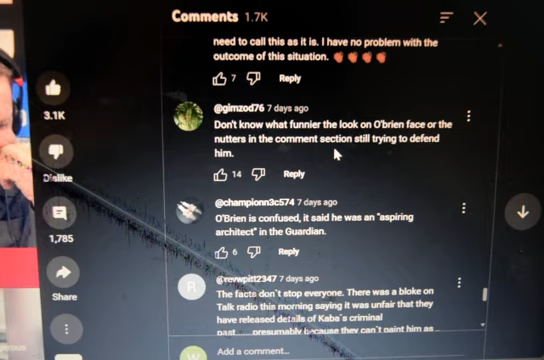 Comments 1.7K
need to call this as it is. I have no problem with the
outcome of this situation.
7 Reply
@gimzod76 7 days ago
Don't know what funnier the look on O'brien face or the
nutters in the comment section still trying to defend
him.
14 Reply
@championn3c574 7 days ago
O'Brien is confused, it said he was an "aspiring
architect" in the Guardian.
6 Reply
R
@revwpitt2347 7 days ago
The facts don't stop everyone. There was a bloke on
Talk radio this morning saying it was unfair that they
have released details of Kaba's criminal
past.... presumably because they can't paint him as
Add a comment...
3.1K
Dislike
1,785
Share